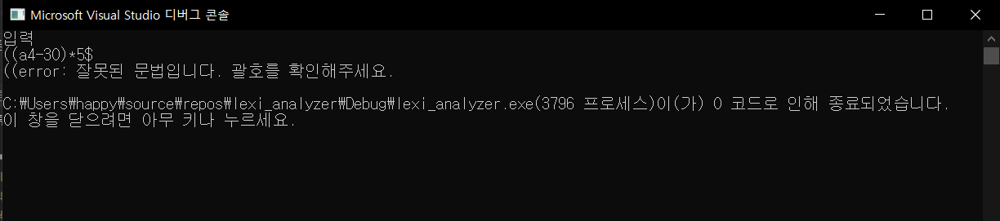 Microsoft Visual Studio 디버그 콘솔
입력
((a4-30)*5$
((error: 잘못된 문법입니다. 괄호를 확인해주세요.
C:\Users\happy\source\repos\lexi_analyzer\Debug\lexi_analyzer.exe(3796 프로세스)이(가) 0 코드로 인해 종료되었습니다.
이 창을 닫으려면 아무 키나 누르세요.